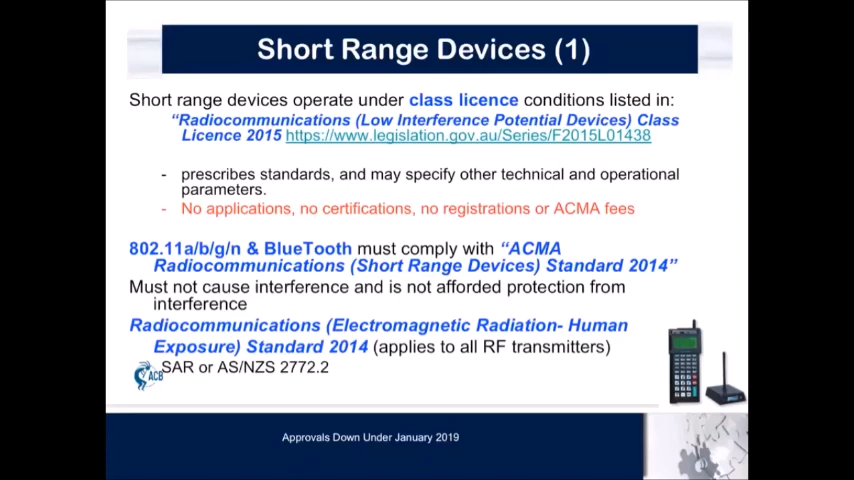 Short Range Devices (1)
Short range devices operate under class licence conditions listed in:
“Radiocommunications (Low Interference Potential Devices) Class
Licence 2015 https://www.legislation.gov.au/Series/F2015L01438
- prescribes standards, and may specify other technical and operational
parameters.
- No applications, no certifications, no registrations or ACMA fees
802.11a/b/g/n & BlueTooth must comply with “ACMA
Radiocommunications (Short Range Devices) Standard 2014”
Must not cause interference and is not afforded protection from
interference
Radiocommunications (Electromagnetic Radiation- Human
Exposure) Standard 2014 (applies to all RF transmitters)
ACB
SAR or AS/NZS 2772.2
Approvals Down Under January 2019